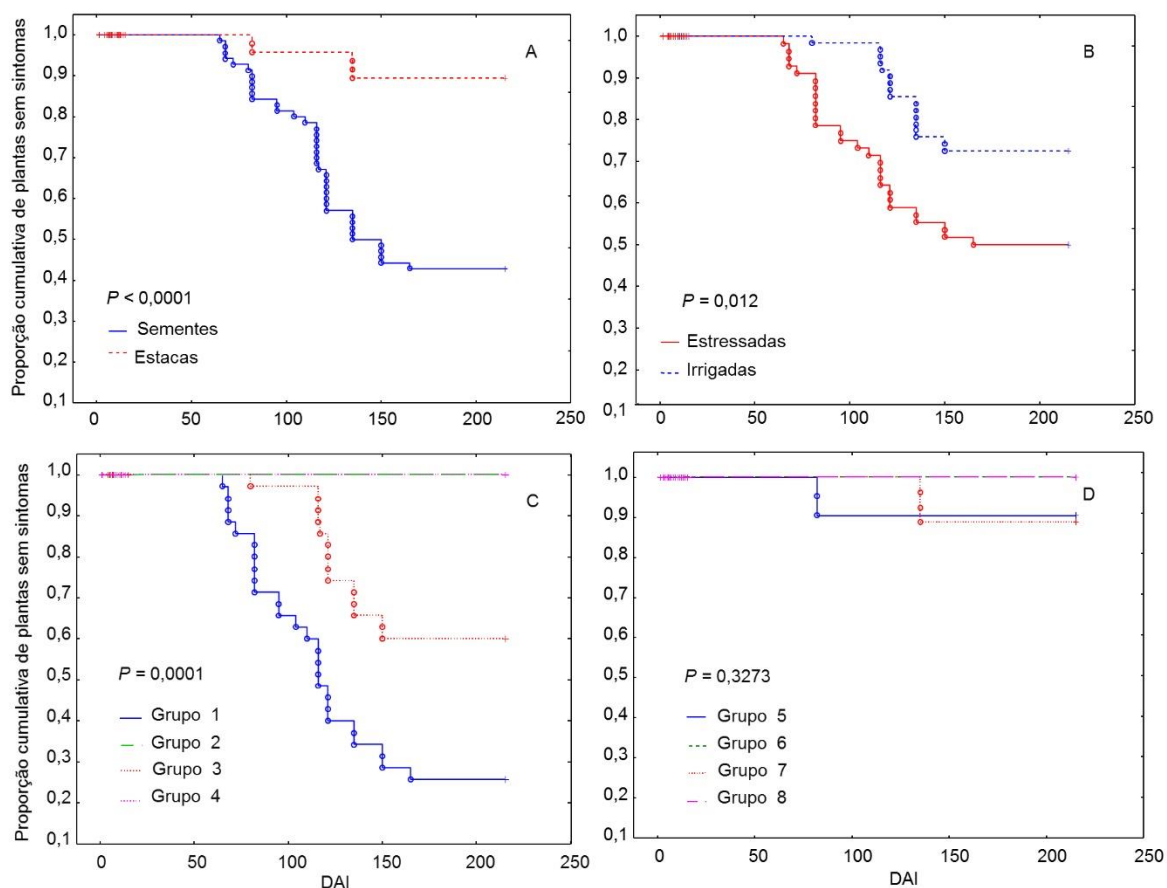 Proporção cumulativa de plantas sem sintomas
1,0
0,9
0,8
0,7
0,6
0,5
0,4
0,3
0,2
0,1
A
P < 0,0001
Sementes
Estacas
0 50 100 150 200 250
1,0
0,9
0,8
0,7
0,6
0,5
0,4
0,3
0,2
0,1
B
P = 0,012
Estressadas
Irrigadas
0 50 100 150 200 250
Proporção cumulativa de plantas sem sintomas
1,0
0,9
0,8
0,7
0,6
0,5
0,4
0,3
0,2
0,1
C
P = 0,0001
Grupo 1
Grupo 2
Grupo 3
Grupo 4
0 50 100 150 200 250
DAI
1,0
0,9
0,8
0,7
0,6
0,5
0,4
0,3
0,2
0,1
D
P = 0,3273
Grupo 5
Grupo 6
Grupo 7
Grupo 8
0 50 100 150 200 250
DAI